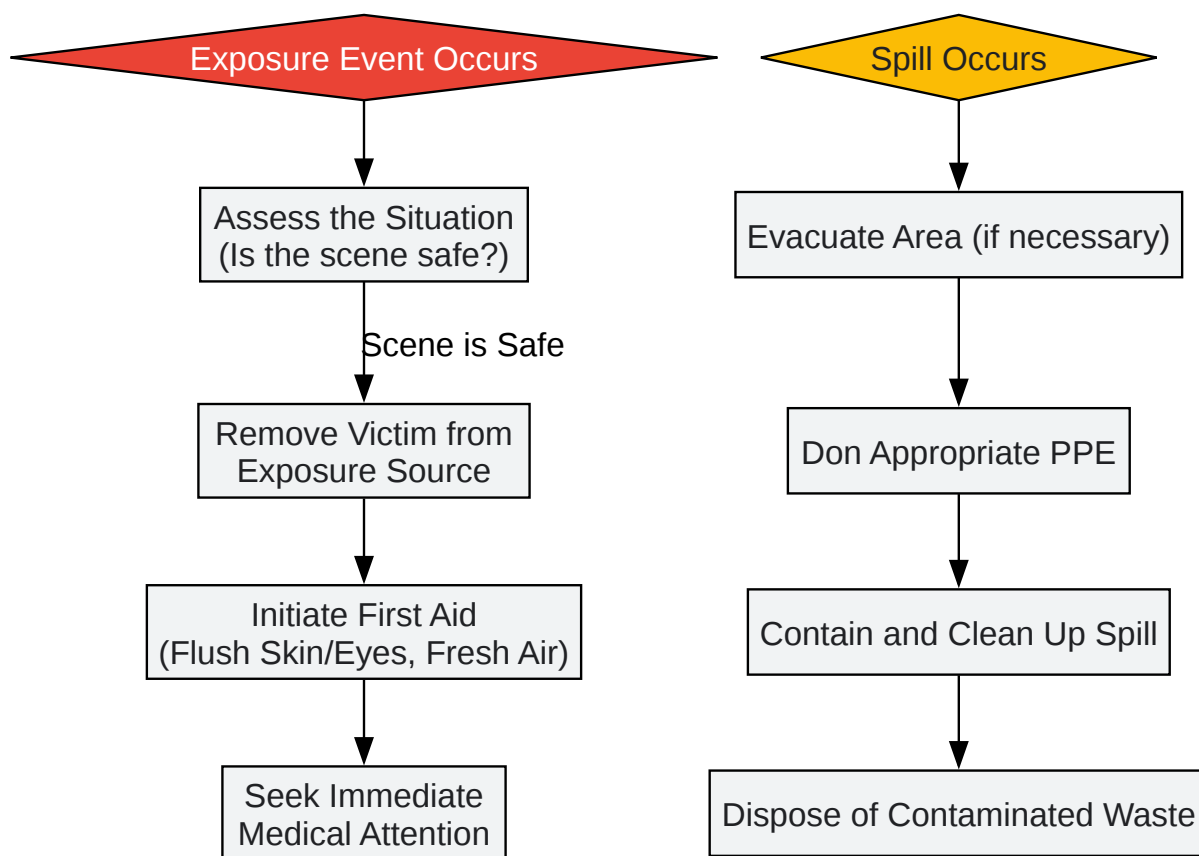 Exposure Event Occurs
Assess the Situation
(Is the scene safe?)
Scene is Safe
Remove Victim from
Exposure Source
Initiate First Aid
(Flush Skin/Eyes, Fresh Air)
Seek Immediate
Medical Attention
Spill Occurs
Evacuate Area (if necessary)
Don Appropriate PPE
Contain and Clean Up Spill
Dispose of Contaminated Waste